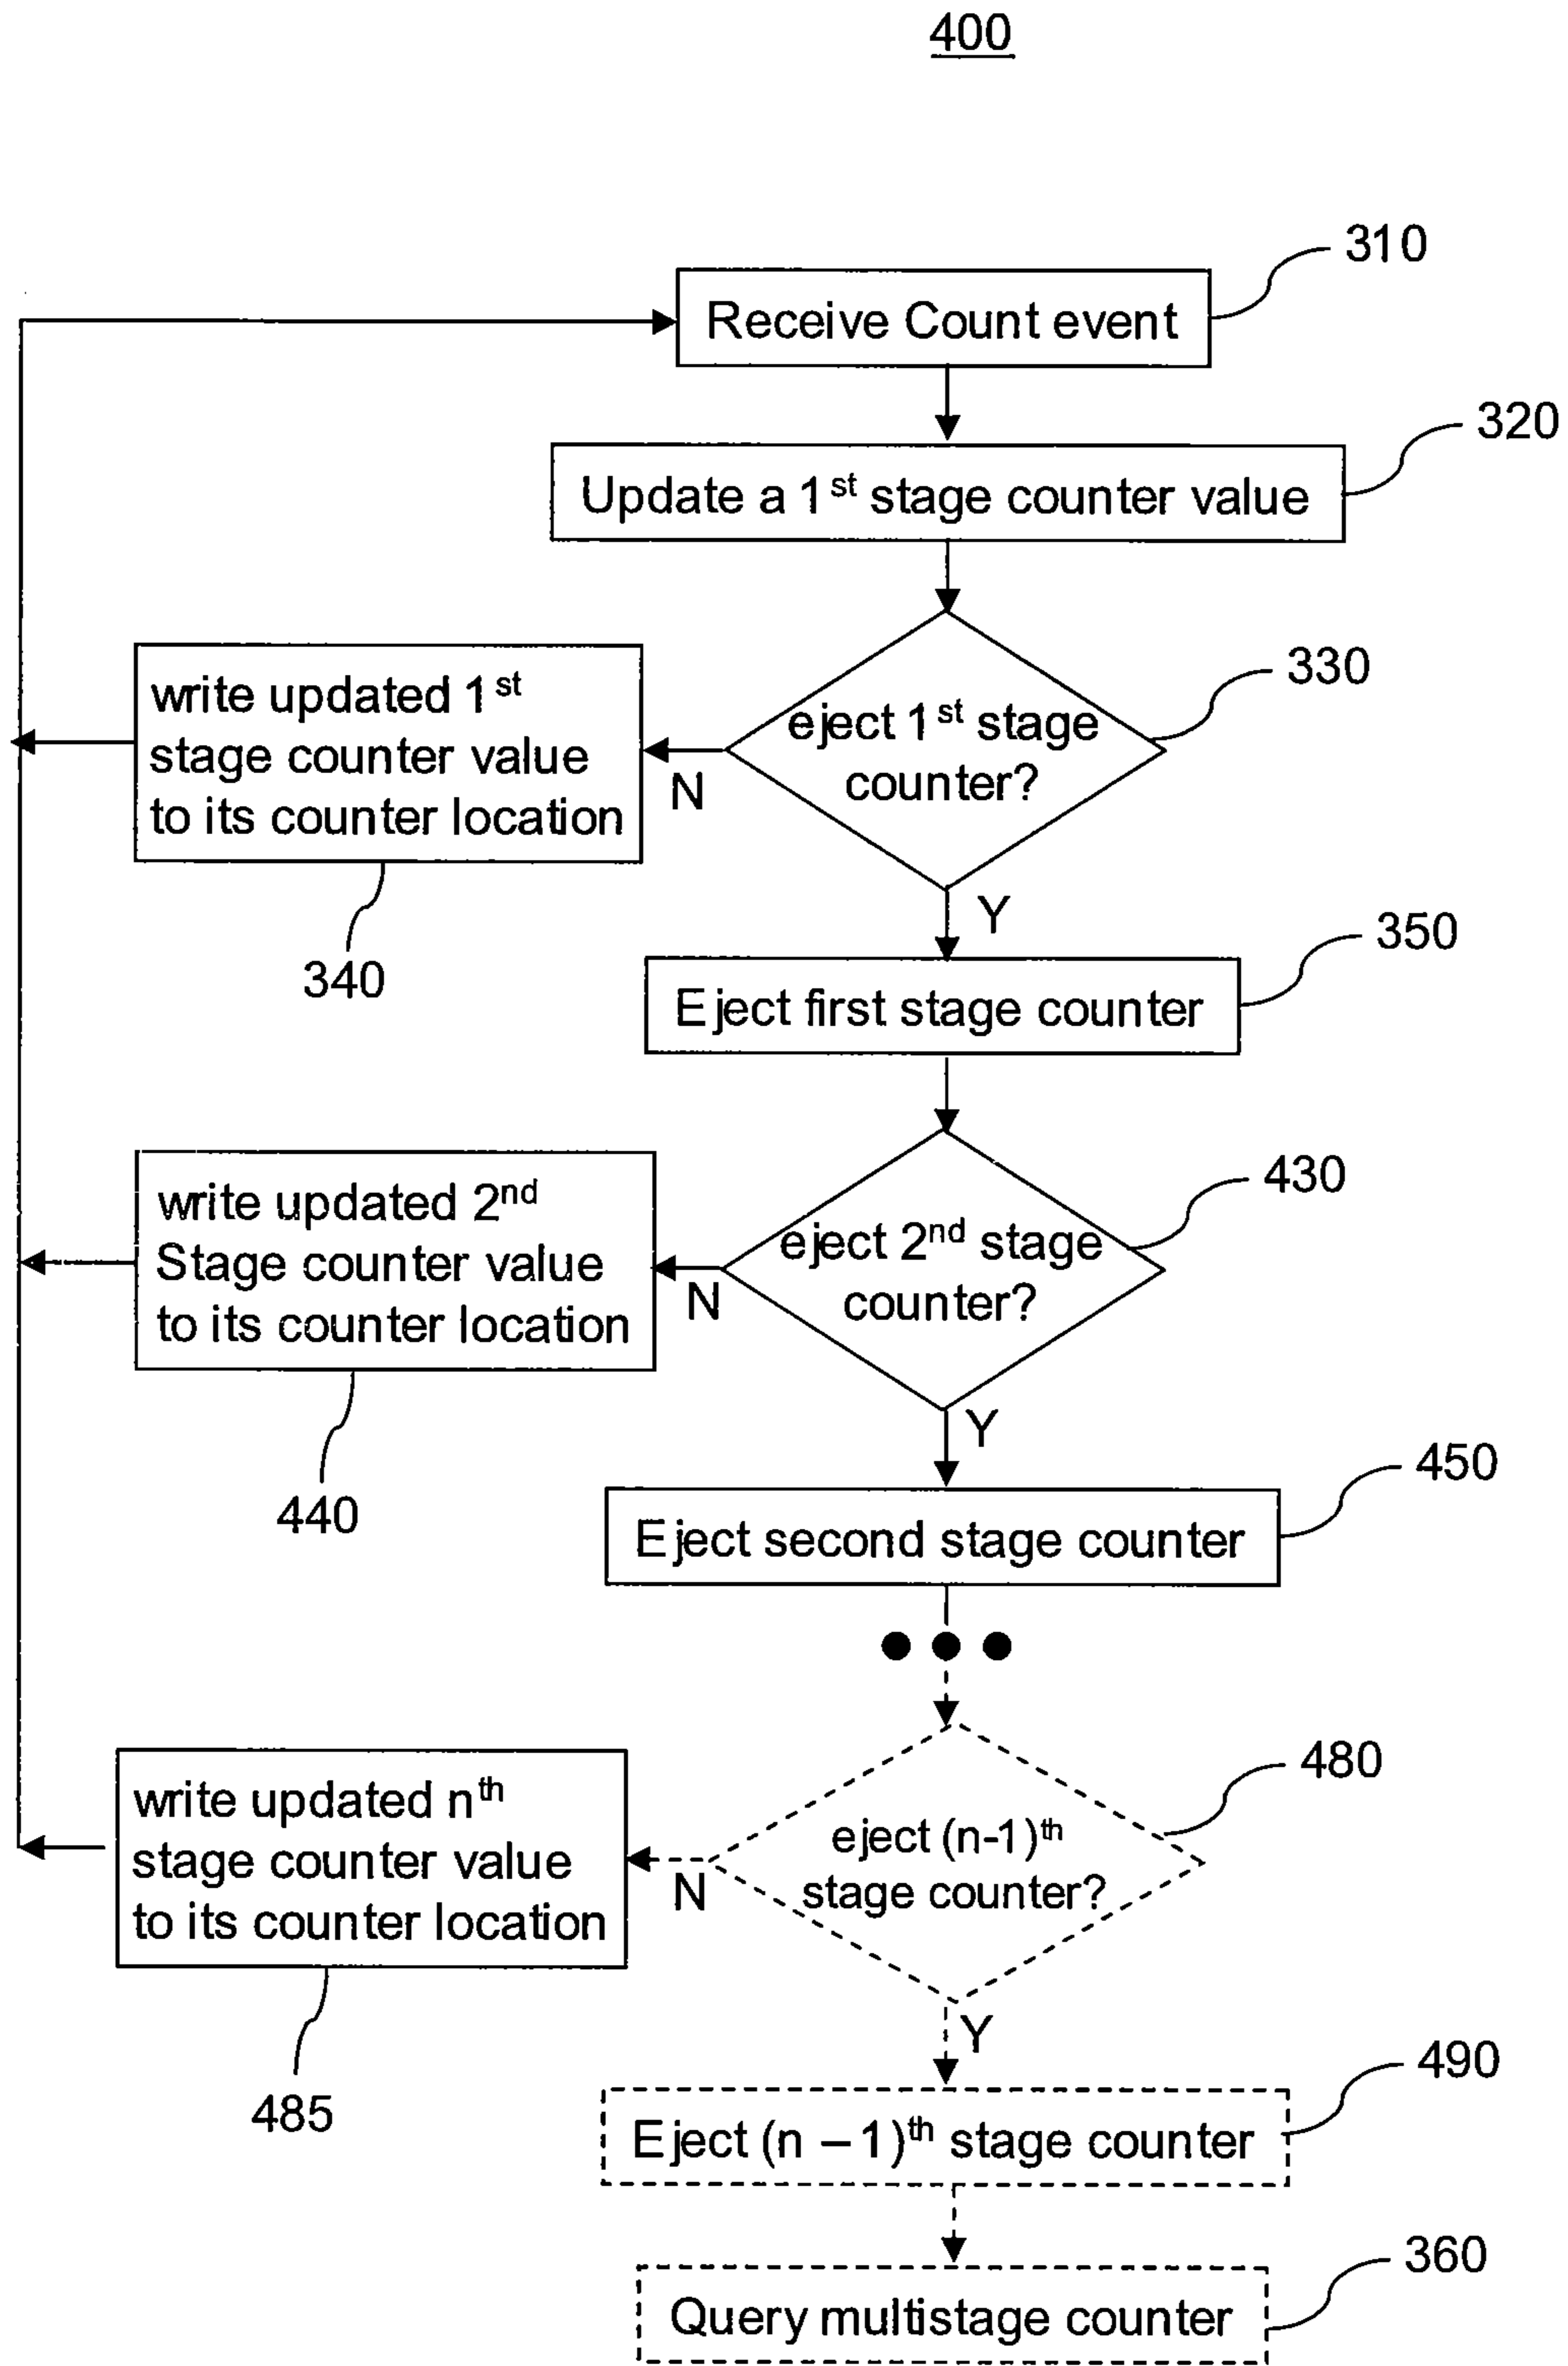 400
310
Receive Count event
320
Update a 1st stage counter value
330
eject 1st stage
counter?
N
Y
write updated 1st
stage counter value
to its counter location
340
350
Eject first stage counter
430
eject 2nd stage
counter?
N
Y
write updated 2nd
Stage counter value
to its counter location
440
450
Eject second stage counter
480
eject (n-1)th
stage counter?
N
Y
write updated nth
stage counter value
to its counter location
485
490
Eject (n – 1)th stage counter
360
Query multistage counter